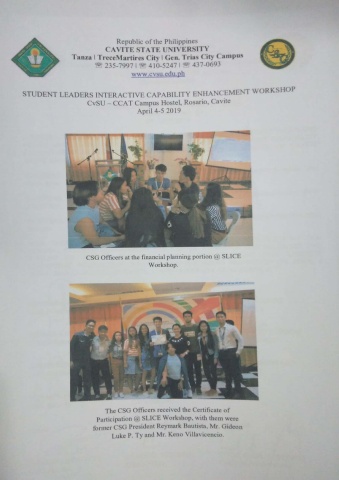 Republic of the Philippines
CAVITE STATE UNIVERSITY
Tanza | TreceMartires City | Gen. Trias City Campus
☏ 235-7997 | ☏ 410-5247 | ☏ 437-0693
www.cvsu.edu.ph
STUDENT LEADERS INTERACTIVE CAPABILITY ENHANCEMENT WORKSHOP
CvSU – CCAT Campus Hostel, Rosario, Cavite
April 4-5 2019
CSG Officers at the financial planning portion @ SLICE
Workshop.
The CSG Officers received the Certificate of
Participation @ SLICE Workshop, with them were
former CSG President Reymark Bautista, Mr. Gideon
Luke P. Ty and Mr. Keno Villavicencio.